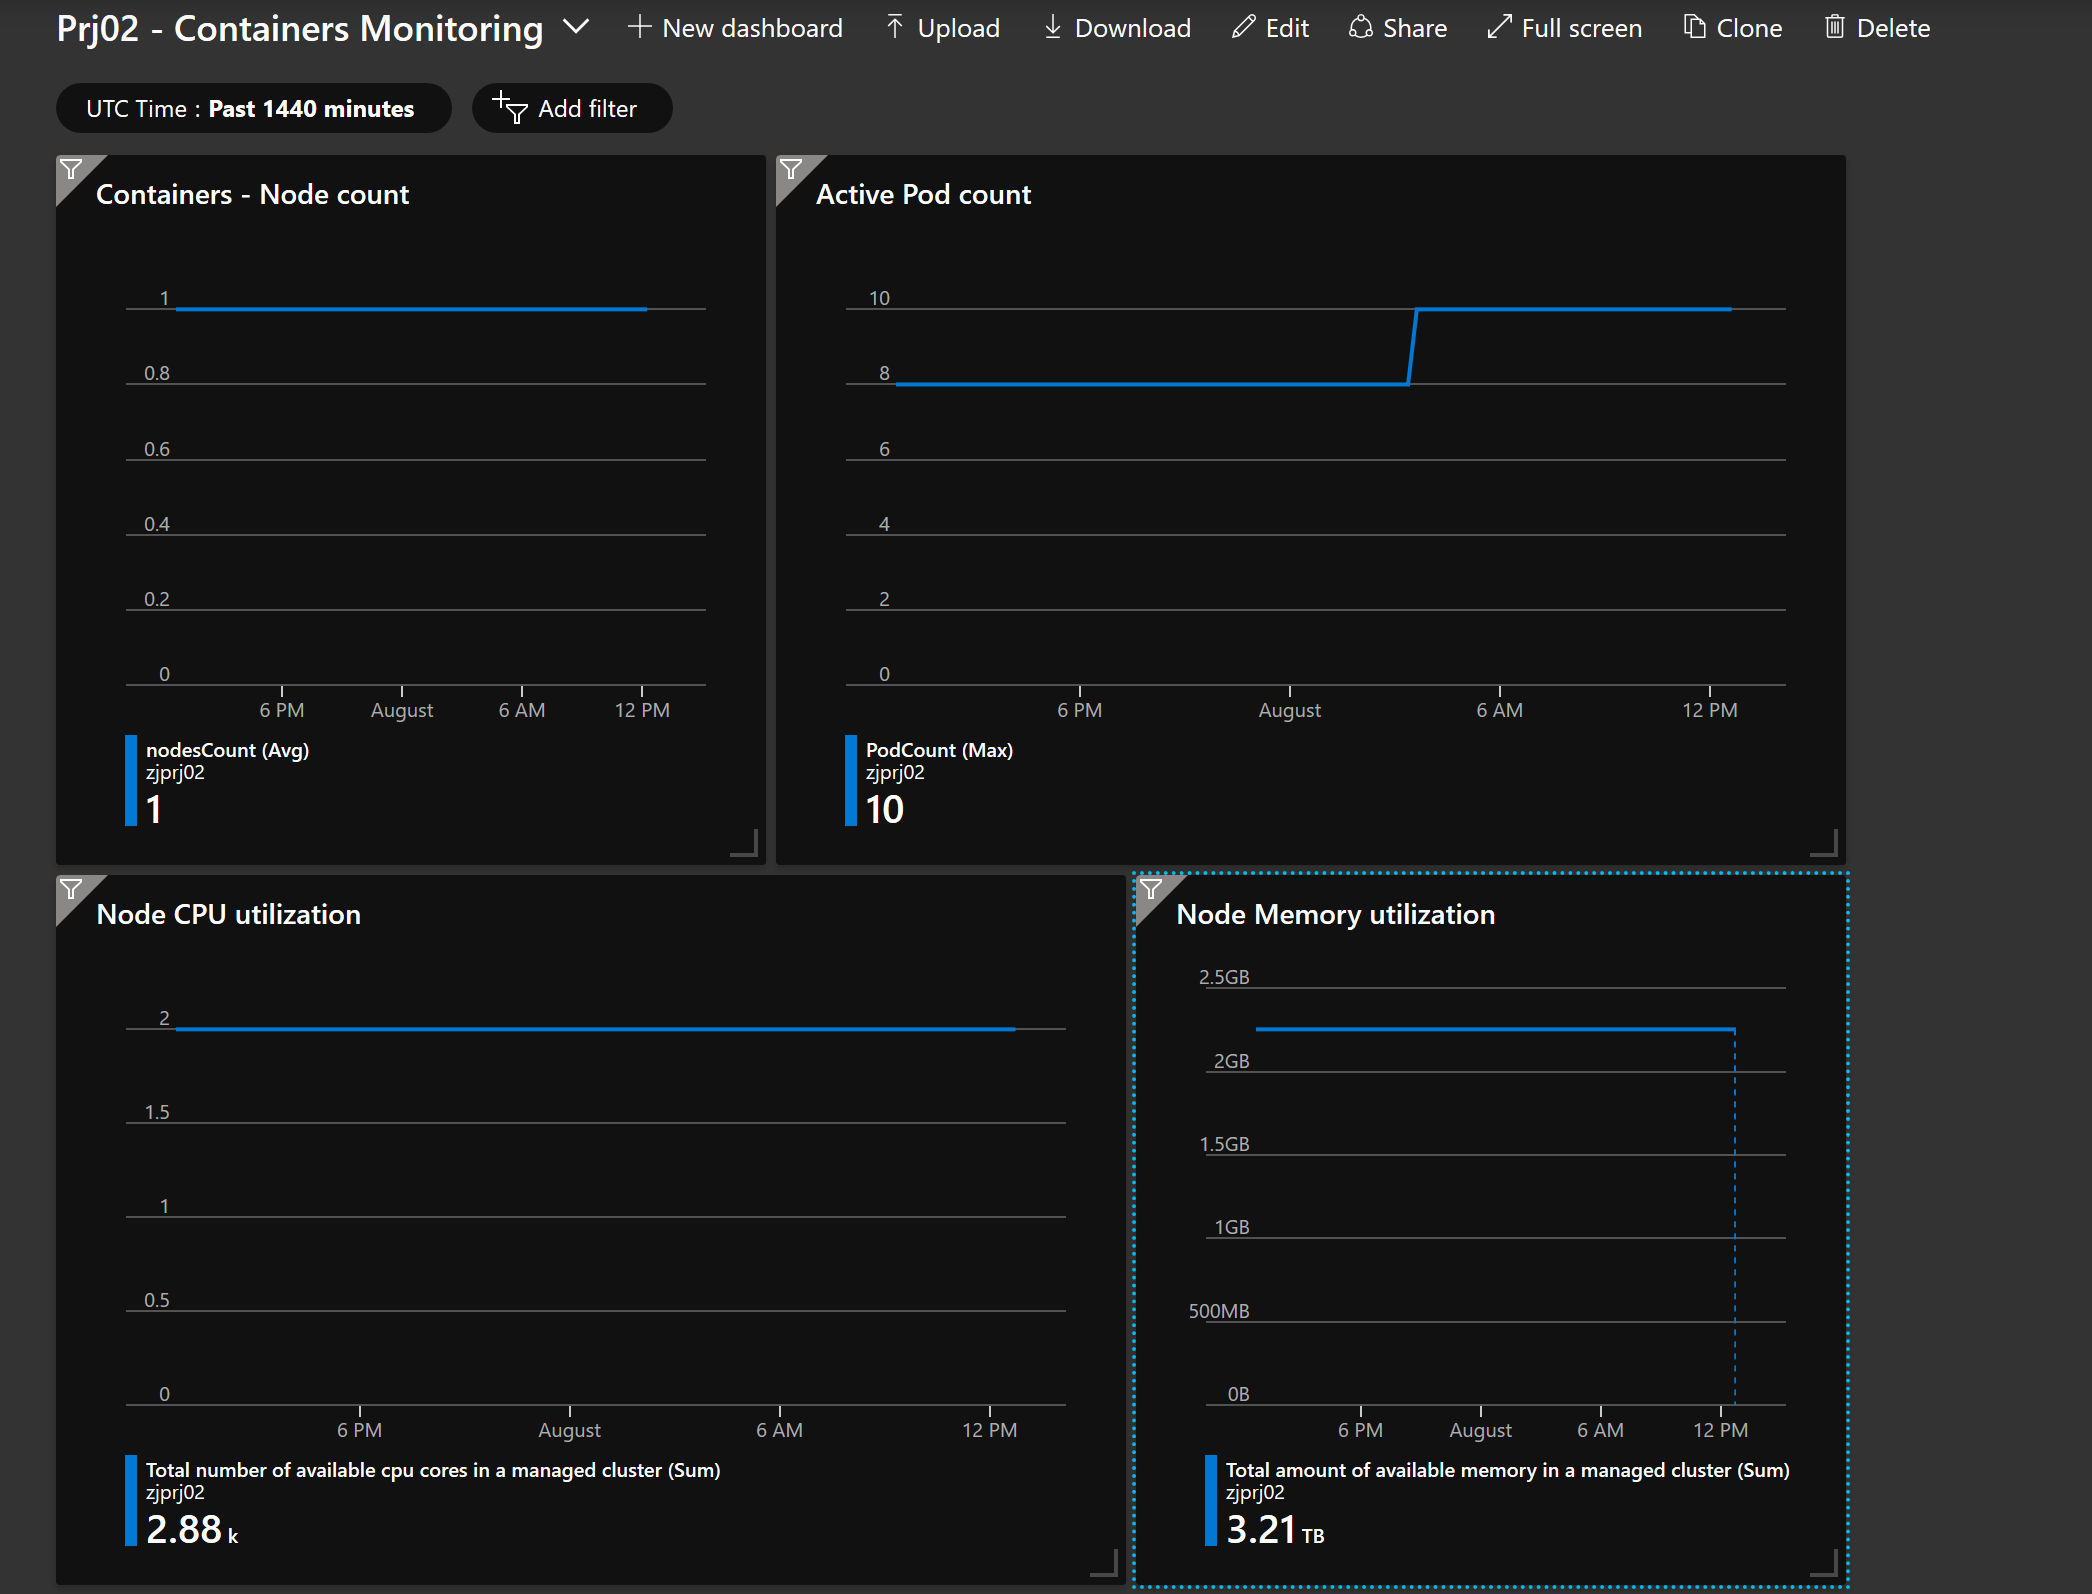 Prj02 - Containers Monitoring
New dashboard
Upload
Download
Edit
Share
Full screen
Clone
Delete
UTC Time : Past 1440 minutes
Add filter
Containers - Node count
1
0.8
0.6
0.4
0.2
0
6 PM
August
6 AM
12 PM
nodesCount (Avg)
zjprj02
1
Active Pod count
10
8
6
4
2
0
6 PM
August
6 AM
12 PM
PodCount (Max)
zjprj02
10
Node CPU utilization
2
1.5
1
0.5
0
6 PM
August
6 AM
12 PM
Total number of available cpu cores in a managed cluster (Sum)
zjprj02
2.88 k
Node Memory utilization
2.5GB
2GB
1.5GB
1GB
500MB
0B
6 PM
August
6 AM
12 PM
Total amount of available memory in a managed cluster (Sum)
zjprj02
3.21 TB